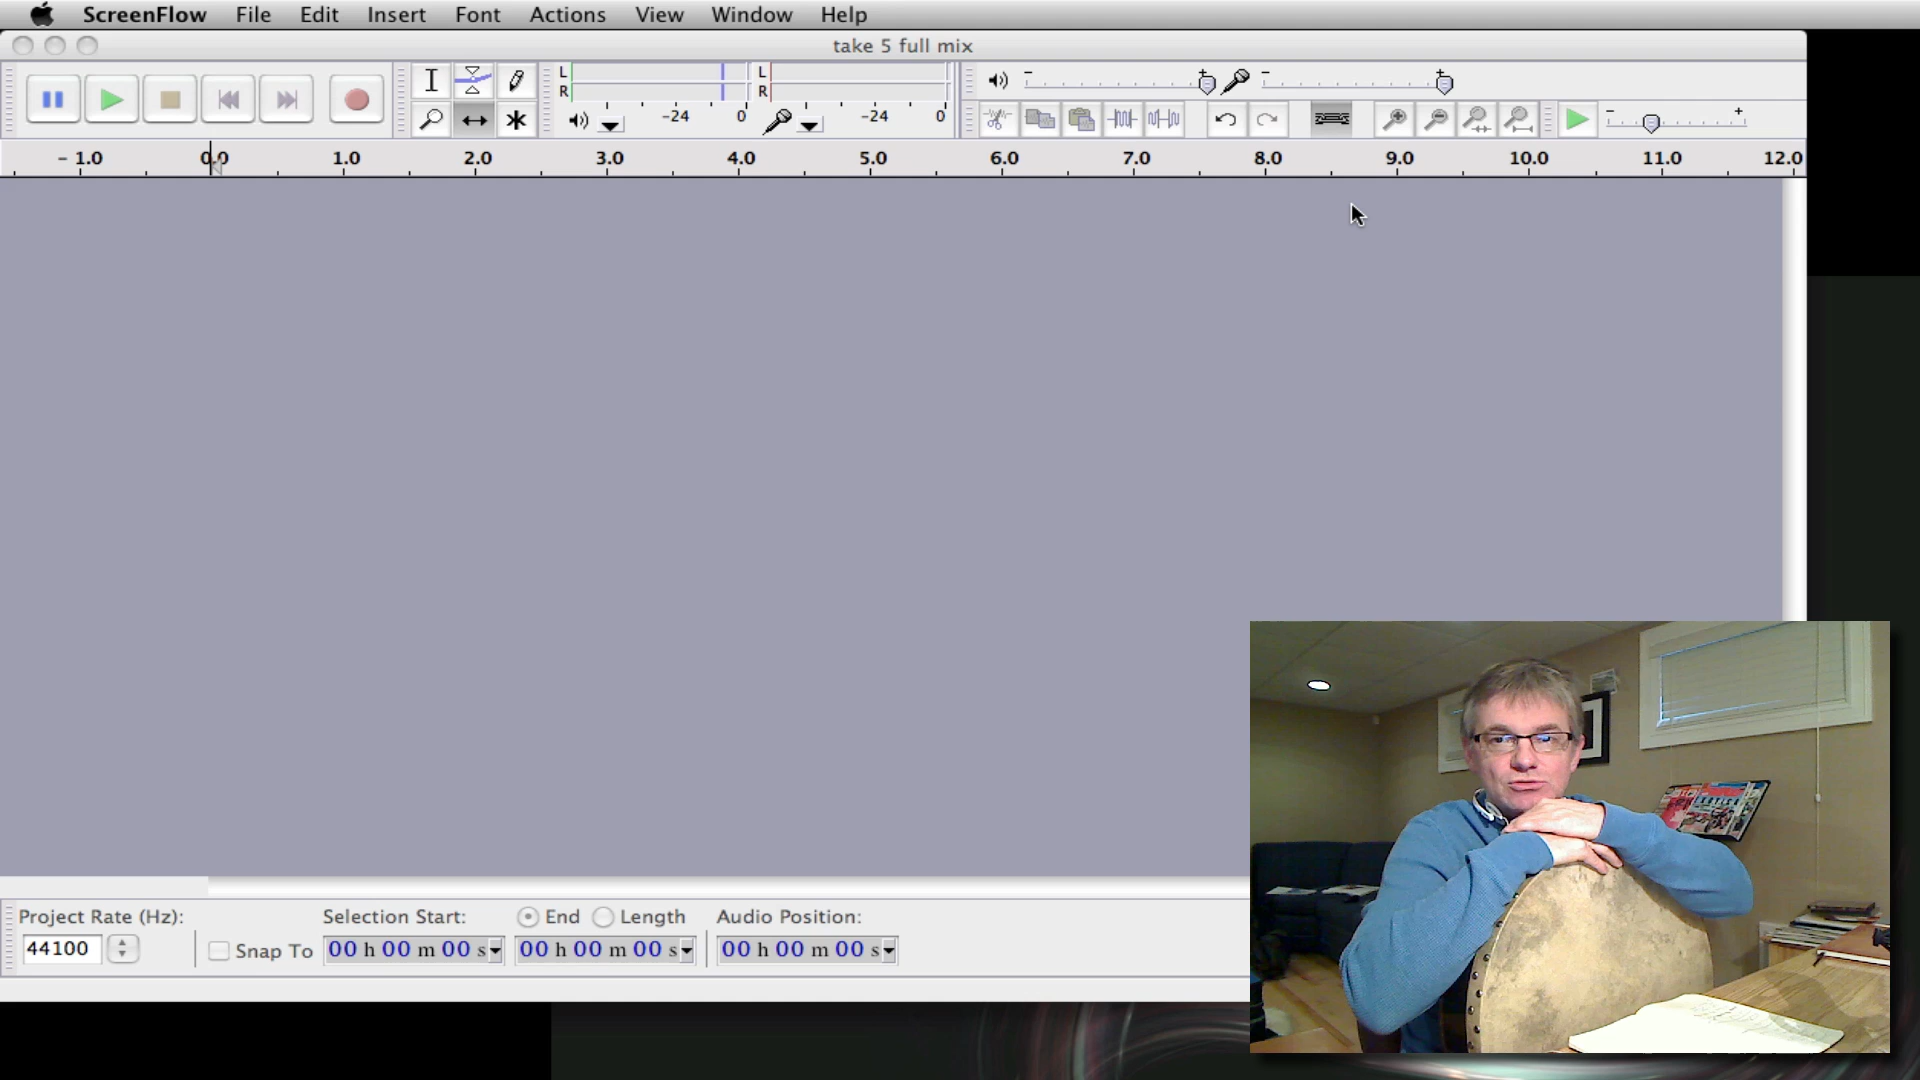 ScreenFlow File Edit Insert Font Actions View Window Help
take 5 full mix
L
R
-24 0
L
R
-24 0
- 1.0 0.0 1.0 2.0 3.0 4.0 5.0 6.0 7.0 8.0 9.0 10.0 11.0 12.0
Project Rate (Hz):
44100
Snap To
Selection Start:
00 h 00 m 00 s
End Length
00 h 00 m 00 s
Audio Position:
00 h 00 m 00 s